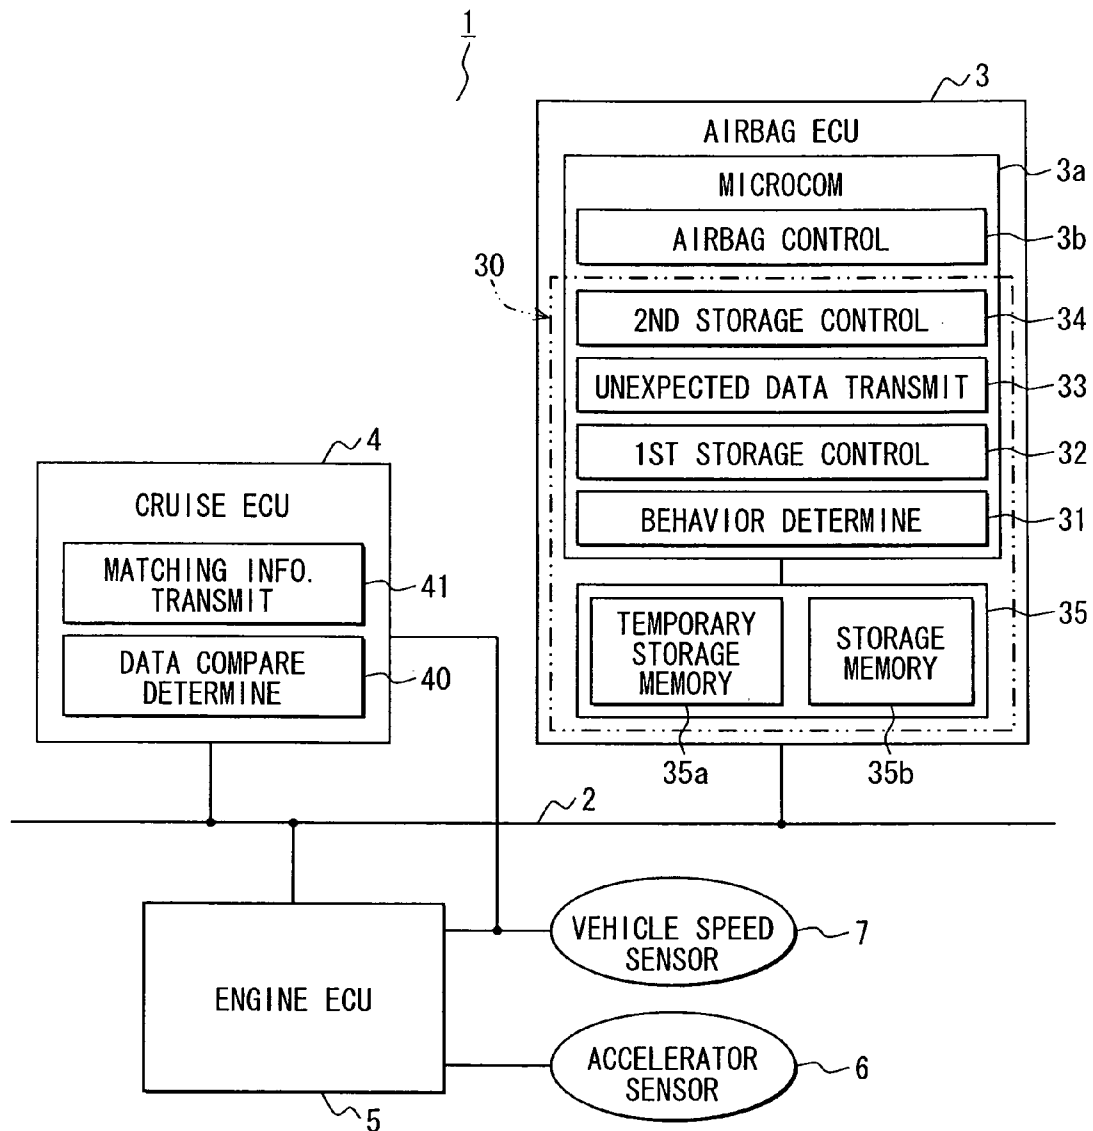 1
3
AIRBAG ECU
3a
MICROCOM
AIRBAG CONTROL
3b
30
2ND STORAGE CONTROL
34
UNEXPECTED DATA TRANSMIT
33
1ST STORAGE CONTROL
32
BEHAVIOR DETERMINE
31
TEMPORARY
STORAGE
MEMORY
STORAGE
MEMORY
35
35a
35b
4
CRUISE ECU
MATCHING INFO.
TRANSMIT
41
DATA COMPARE
DETERMINE
40
2
ENGINE ECU
5
VEHICLE SPEED
SENSOR
7
ACCELERATOR
SENSOR
6